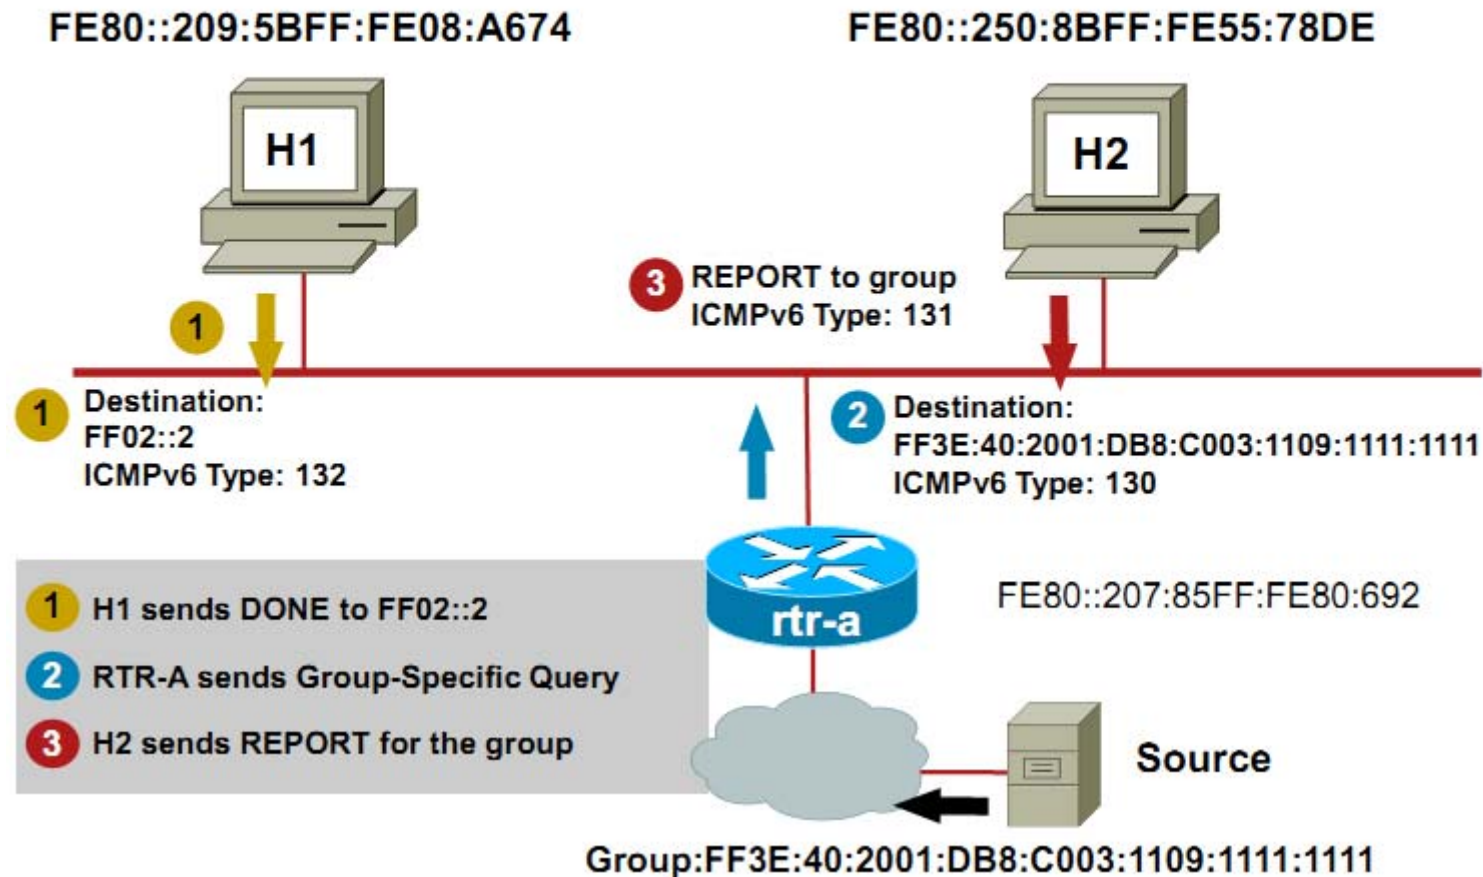 FE80::209:5BFF:FE08:A674
FE80::250:8BFF:FE55:78DE
H1
H2
3
REPORT to group
ICMPv6 Type: 131
1
1
Destination:
FF02::2
ICMPv6 Type: 132
2
Destination:
FF3E:40:2001:DB8:C003:1109:1111:1111
ICMPv6 Type: 130
rtr-a
FE80::207:85FF:FE80:692
1 H1 sends DONE to FF02::2
2 RTR-A sends Group-Specific Query
3 H2 sends REPORT for the group
Source
Group:FF3E:40:2001:DB8:C003:1109:1111:1111